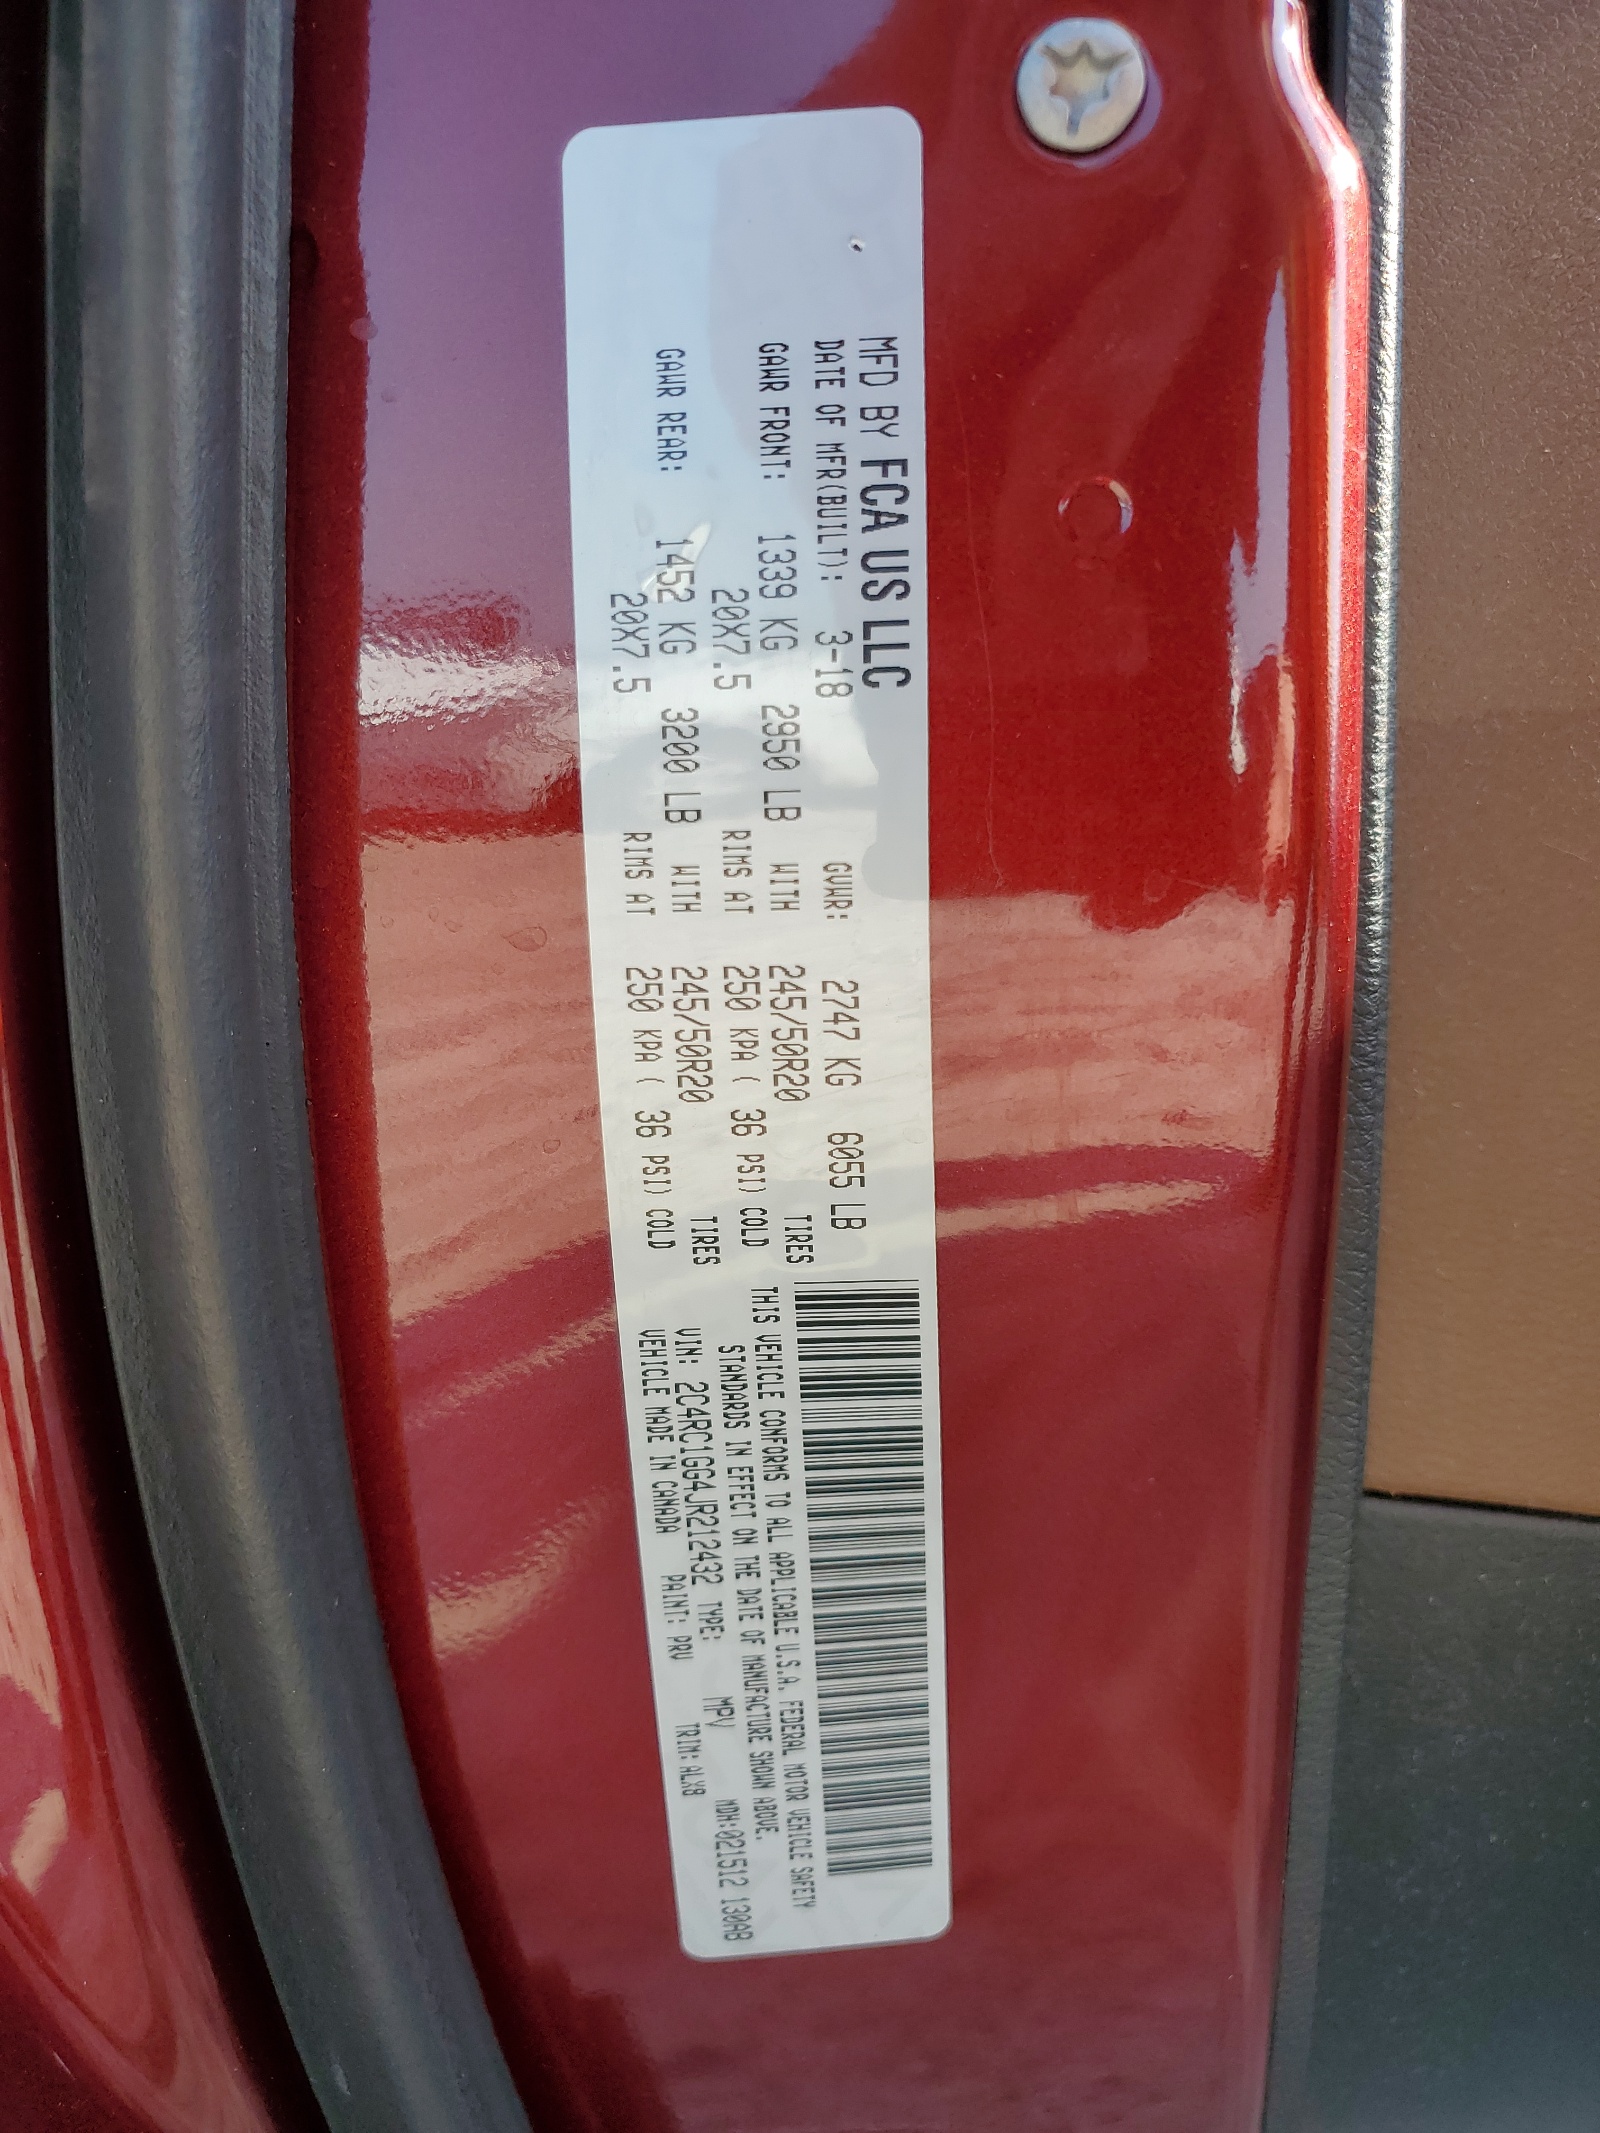 MFD BY FCA US LLC
DATE OF MFR(BUILT): 3-18 GVWR: 2747 KG 6055 LB
GAWR FRONT: 1339 KG 2950 LB WITH 245/50R20 TIRES
20X7.5 RIMS AT 250 KPA ( 36 PSI) COLD
GAWR REAR: 1452 KG 3200 LB WITH 245/50R20 TIRES
20X7.5 RIMS AT 250 KPA ( 36 PSI) COLD
THIS VEHICLE CONFORMS TO ALL APPLICABLE U.S.A. FEDERAL MOTOR VEHICLE SAFETY
STANDARDS IN EFFECT ON THE DATE OF MANUFACTURE SHOWN ABOVE.
VIN: 2C4RC1GG4JR212432 TYPE: MPV MDH:021512 130AB
VEHICLE MADE IN CANADA PAINT: PRV TRIM: ALX8